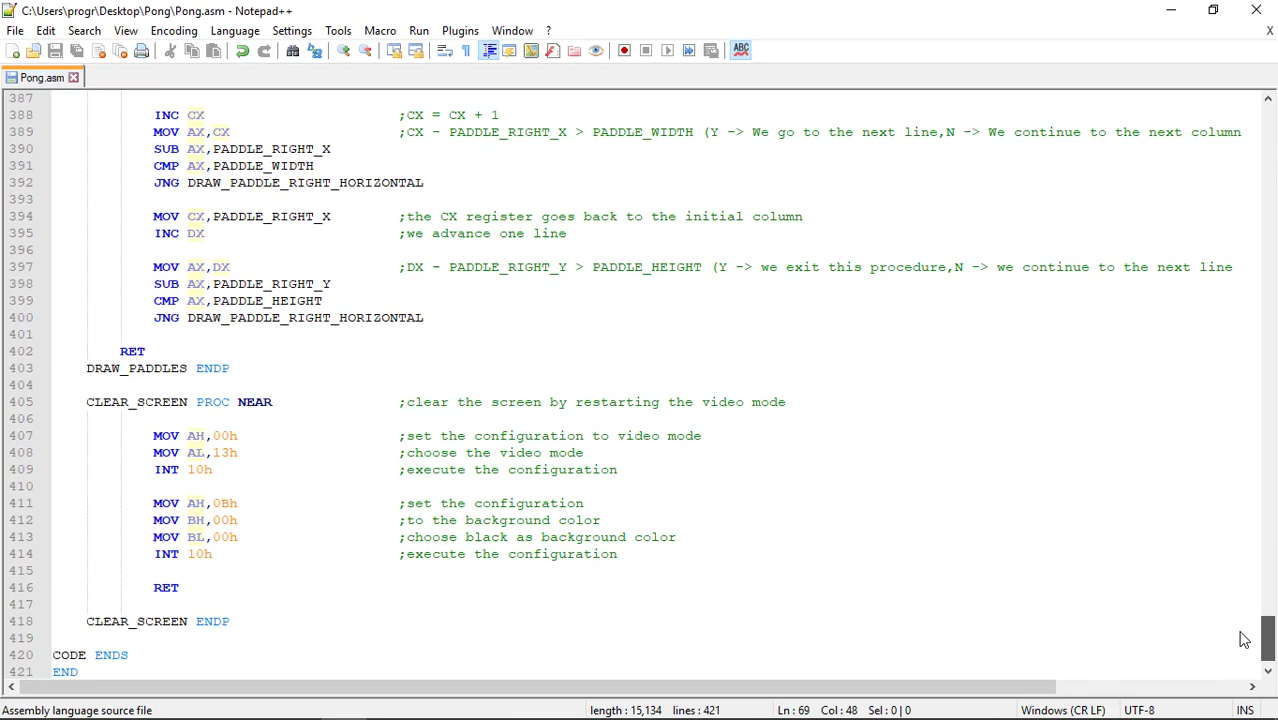 C:\Users\progr\Desktop\Pong\Pong.asm - Notepad++
File Edit Search View Encoding Language Settings Tools Macro Run Plugins Window ? X
ABC
Pong.asm
387
388 INC CX ;CX = CX + 1
389 MOV AX,CX ;CX - PADDLE_RIGHT_X > PADDLE_WIDTH (Y -> We go to the next line,N -> We continue to the next column
390 SUB AX,PADDLE_RIGHT_X
391 CMP AX,PADDLE_WIDTH
392 JNG DRAW_PADDLE_RIGHT_HORIZONTAL
393
394 MOV CX,PADDLE_RIGHT_X ;the CX register goes back to the initial column
395 INC DX ;we advance one line
396
397 MOV AX,DX ;DX - PADDLE_RIGHT_Y > PADDLE_HEIGHT (Y -> we exit this procedure,N -> we continue to the next line
398 SUB AX,PADDLE_RIGHT_Y
399 CMP AX,PADDLE_HEIGHT
400 JNG DRAW_PADDLE_RIGHT_HORIZONTAL
401
402 RET
403 DRAW_PADDLES ENDP
404
405 CLEAR_SCREEN PROC NEAR ;clear the screen by restarting the video mode
406
407 MOV AH,00h ;set the configuration to video mode
408 MOV AL,13h ;choose the video mode
409 INT 10h ;execute the configuration
410
411 MOV AH,0Bh ;set the configuration
412 MOV BH,00h ;to the background color
413 MOV BL,00h ;choose black as background color
414 INT 10h ;execute the configuration
415
416 RET
417
418 CLEAR_SCREEN ENDP
419
420 CODE ENDS
421 END
Assembly language source file length : 15,134 lines : 421 Ln : 69 Col : 48 Sel : 0 | 0 Windows (CR LF) UTF-8 INS